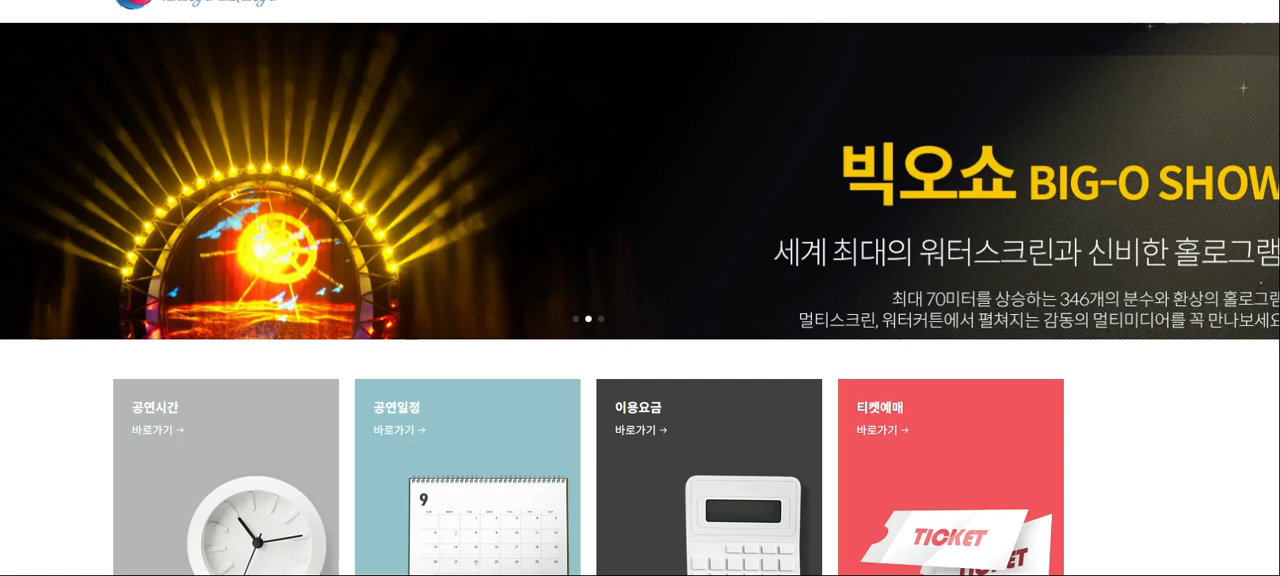 빅오쇼 BIG-O SHOW
세계 최대의 워터스크린과 신비한 홀로그램
최대 70미터를 상승하는 346개의 분수와 환상의 홀로그
멀티스크린, 워터커튼에서 펼쳐지는 감동의 멀티미디어를 꼭 만나보세요
공연시간
바로가기 →
공연일정
바로가기 →
이용요금
바로가기 →
티켓예매
바로가기 →
9
TICKET